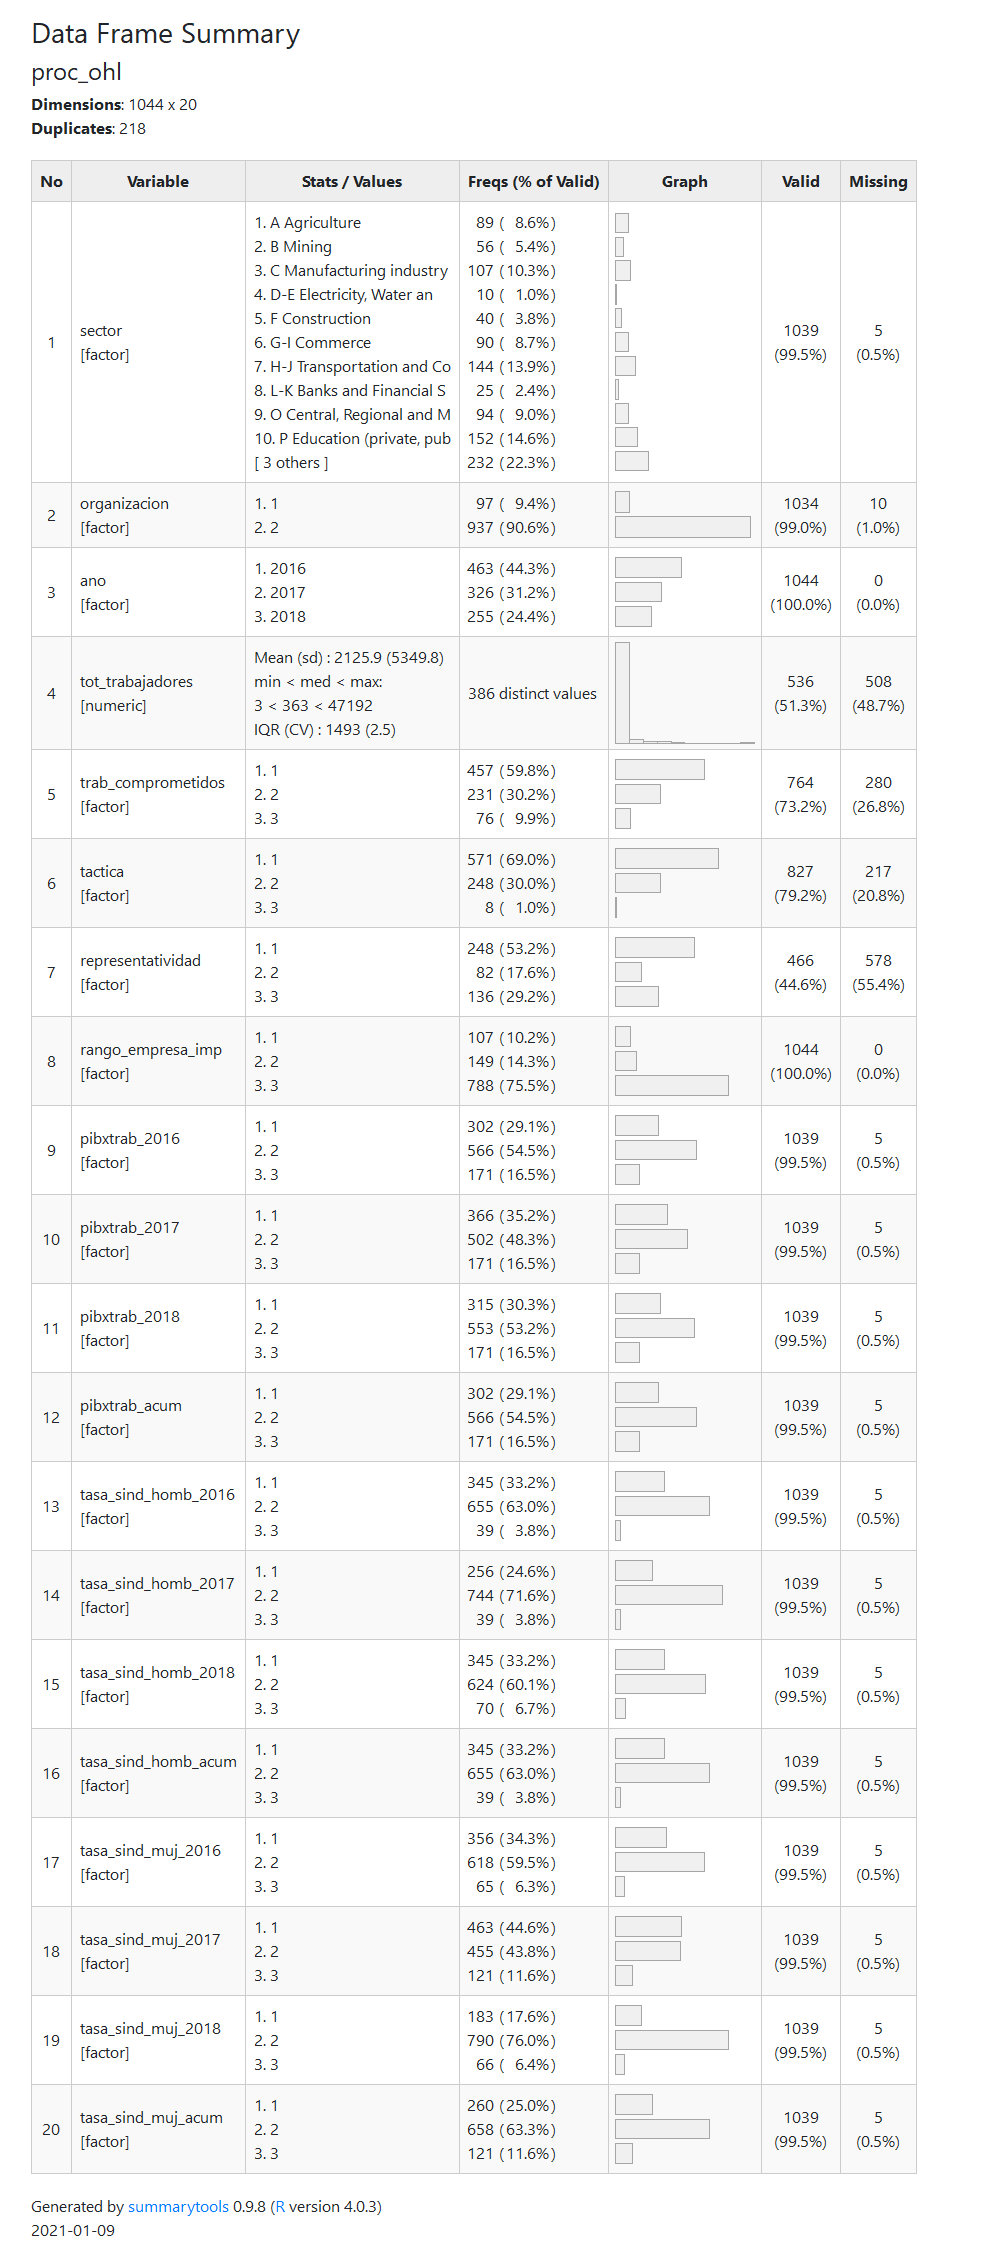 Data Frame Summary
proc_ohl
Dimensions: 1044 x 20
Duplicates: 218
No Variable Stats / Values Freqs (% of Valid) Graph Valid Missing
1 sector [factor]
1. A Agriculture 89 ( 8.6%)
2. B Mining 56 ( 5.4%)
3. C Manufacturing industry 107 (10.3%)
4. D-E Electricity, Water an 10 ( 1.0%)
5. F Construction 40 ( 3.8%)
6. G-I Commerce 90 ( 8.7%)
7. H-J Transportation and Co 144 (13.9%)
8. L-K Banks and Financial S 25 ( 2.4%)
9. O Central, Regional and M 94 ( 9.0%)
10. P Education (private, pub 152 (14.6%)
[ 3 others ] 232 (22.3%)
1039 (99.5%) 5 (0.5%)
2 organizacion [factor]
1. 1 97 ( 9.4%)
2. 2 937 (90.6%)
1034 (99.0%) 10 (1.0%)
3 ano [factor]
1. 2016 463 (44.3%)
2. 2017 326 (31.2%)
3. 2018 255 (24.4%)
1044 (100.0%) 0 (0.0%)
4 tot_trabajadores [numeric]
Mean (sd) : 2125.9 (5349.8)
min < med < max:
3 < 363 < 47192
IQR (CV) : 1493 (2.5)
386 distinct values
536 (51.3%) 508 (48.7%)
5 trab_comprometidos [factor]
1. 1 457 (59.8%)
2. 2 231 (30.2%)
3. 3 76 ( 9.9%)
764 (73.2%) 280 (26.8%)
6 tactica [factor]
1. 1 571 (69.0%)
2. 2 248 (30.0%)
3. 3 8 ( 1.0%)
827 (79.2%) 217 (20.8%)
7 representatividad [factor]
1. 1 248 (53.2%)
2. 2 82 (17.6%)
3. 3 136 (29.2%)
466 (44.6%) 578 (55.4%)
8 rango_empresa_imp [factor]
1. 1 107 (10.2%)
2. 2 149 (14.3%)
3. 3 788 (75.5%)
1044 (100.0%) 0 (0.0%)
9 pibxtrab_2016 [factor]
1. 1 302 (29.1%)
2. 2 566 (54.5%)
3. 3 171 (16.5%)
1039 (99.5%) 5 (0.5%)
10 pibxtrab_2017 [factor]
1. 1 366 (35.2%)
2. 2 502 (48.3%)
3. 3 171 (16.5%)
1039 (99.5%) 5 (0.5%)
11 pibxtrab_2018 [factor]
1. 1 315 (30.3%)
2. 2 553 (53.2%)
3. 3 171 (16.5%)
1039 (99.5%) 5 (0.5%)
12 pibxtrab_acum [factor]
1. 1 302 (29.1%)
2. 2 566 (54.5%)
3. 3 171 (16.5%)
1039 (99.5%) 5 (0.5%)
13 tasa_sind_homb_2016 [factor]
1. 1 345 (33.2%)
2. 2 655 (63.0%)
3. 3 39 ( 3.8%)
1039 (99.5%) 5 (0.5%)
14 tasa_sind_homb_2017 [factor]
1. 1 256 (24.6%)
2. 2 744 (71.6%)
3. 3 39 ( 3.8%)
1039 (99.5%) 5 (0.5%)
15 tasa_sind_homb_2018 [factor]
1. 1 345 (33.2%)
2. 2 624 (60.1%)
3. 3 70 ( 6.7%)
1039 (99.5%) 5 (0.5%)
16 tasa_sind_homb_acum [factor]
1. 1 345 (33.2%)
2. 2 655 (63.0%)
3. 3 39 ( 3.8%)
1039 (99.5%) 5 (0.5%)
17 tasa_sind_muj_2016 [factor]
1. 1 356 (34.3%)
2. 2 618 (59.5%)
3. 3 65 ( 6.3%)
1039 (99.5%) 5 (0.5%)
18 tasa_sind_muj_2017 [factor]
1. 1 463 (44.6%)
2. 2 455 (43.8%)
3. 3 121 (11.6%)
1039 (99.5%) 5 (0.5%)
19 tasa_sind_muj_2018 [factor]
1. 1 183 (17.6%)
2. 2 790 (76.0%)
3. 3 66 ( 6.4%)
1039 (99.5%) 5 (0.5%)
20 tasa_sind_muj_acum [factor]
1. 1 260 (25.0%)
2. 2 658 (63.3%)
3. 3 121 (11.6%)
1039 (99.5%) 5 (0.5%)
Generated by summarytools 0.9.8 (R version 4.0.3)
2021-01-09